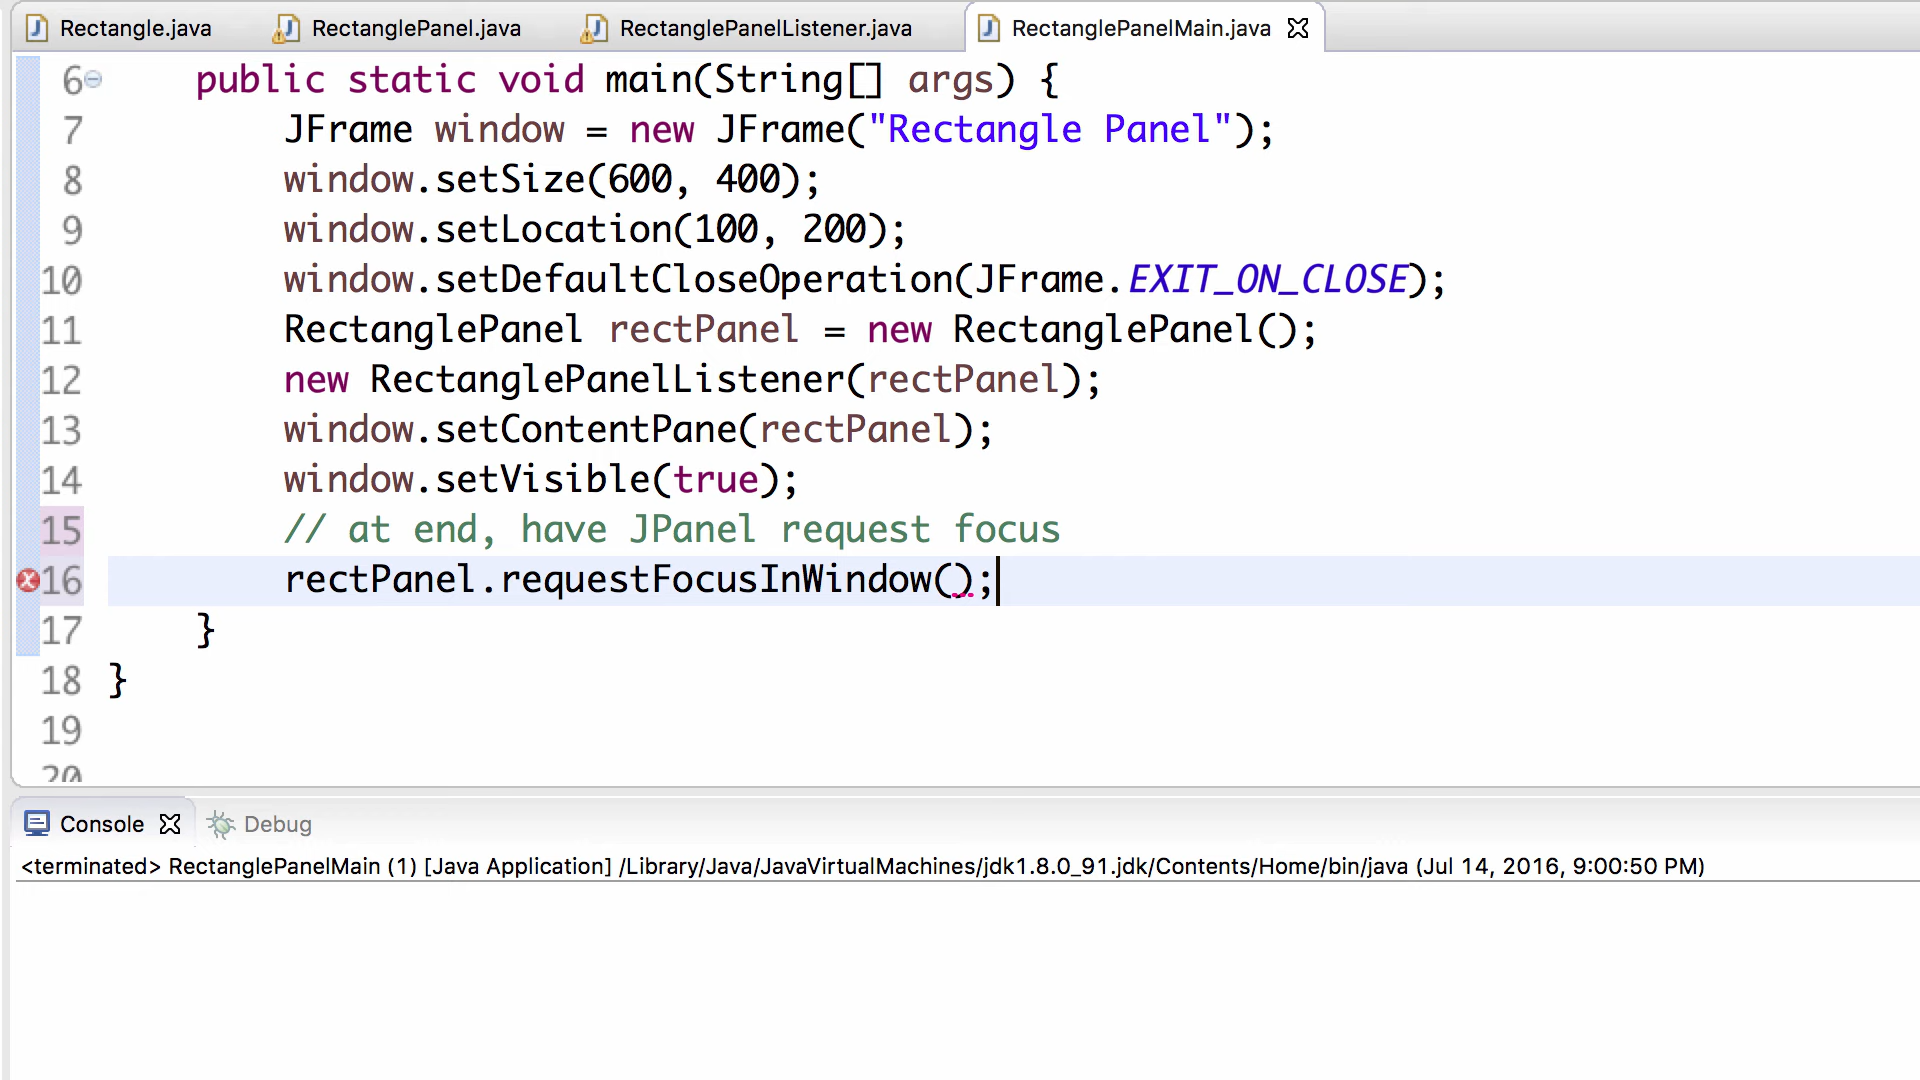 Rectangle.java RectanglePanel.java RectanglePanelListener.java RectanglePanelMain.java
6 public static void main(String[] args) {
7 JFrame window = new JFrame("Rectangle Panel");
8 window.setSize(600, 400);
9 window.setLocation(100, 200);
10 window.setDefaultCloseOperation(JFrame.EXIT_ON_CLOSE);
11 RectanglePanel rectPanel = new RectanglePanel();
12 new RectanglePanelListener(rectPanel);
13 window.setContentPane(rectPanel);
14 window.setVisible(true);
15 // at end, have JPanel request focus
16 rectPanel.requestFocusInWindow();
17 }
18 }
19
20
Console Debug
<terminated> RectanglePanelMain (1) [Java Application] /Library/Java/JavaVirtualMachines/jdk1.8.0_91.jdk/Contents/Home/bin/java (Jul 14, 2016, 9:00:50 PM)